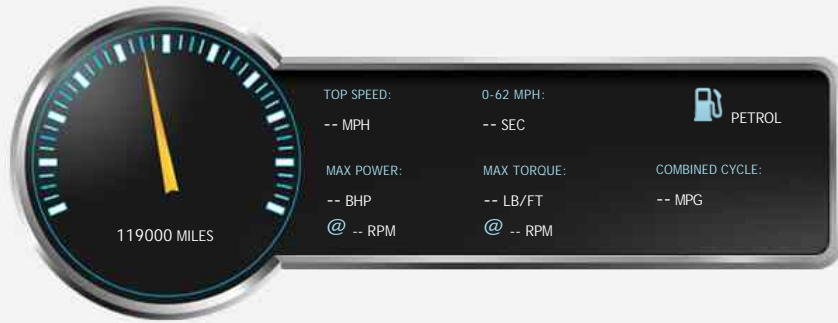 119000 MILES
TOP SPEED:
-- MPH
0-62 MPH:
-- SEC
PETROL
MAX POWER:
-- BHP
@ -- RPM
MAX TORQUE:
-- LB/FT
@ -- RPM
COMBINED CYCLE:
-- MPG